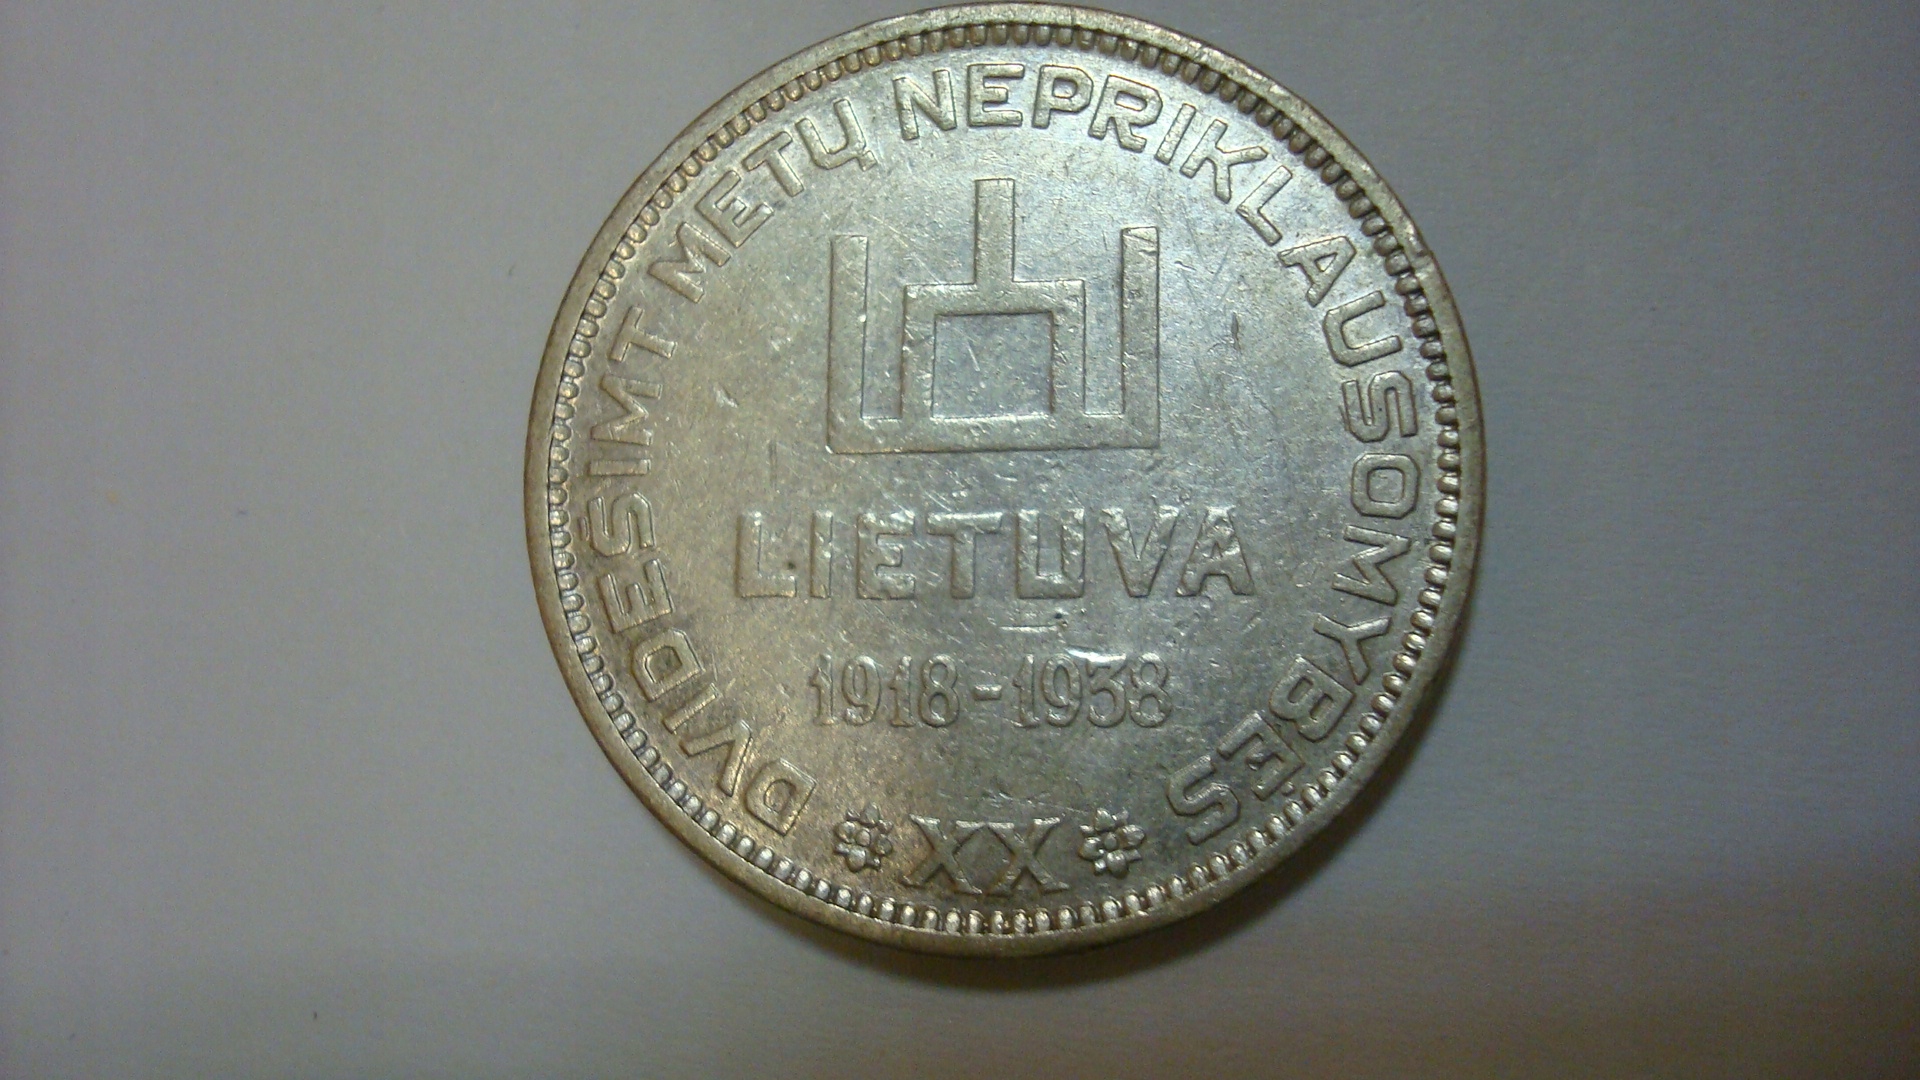 DVIDEŠIMT METŲ NEPRIKLAUSOMYBĖS
LIETUVA
1918-1938
XX